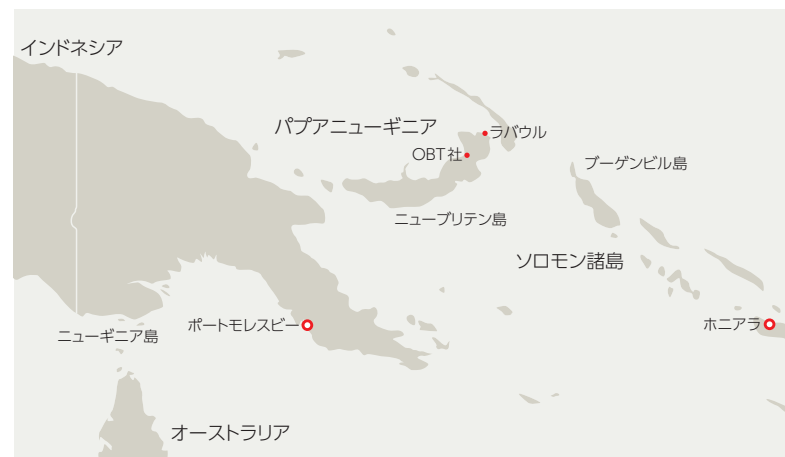 インドネシア
パプアニューギニア
ラバウル
OBT社
ブーゲンビル島
ニューブリテン島
ソロモン諸島
ポートモレスビー
ホニアラ
ニューギニア島
オーストラリア